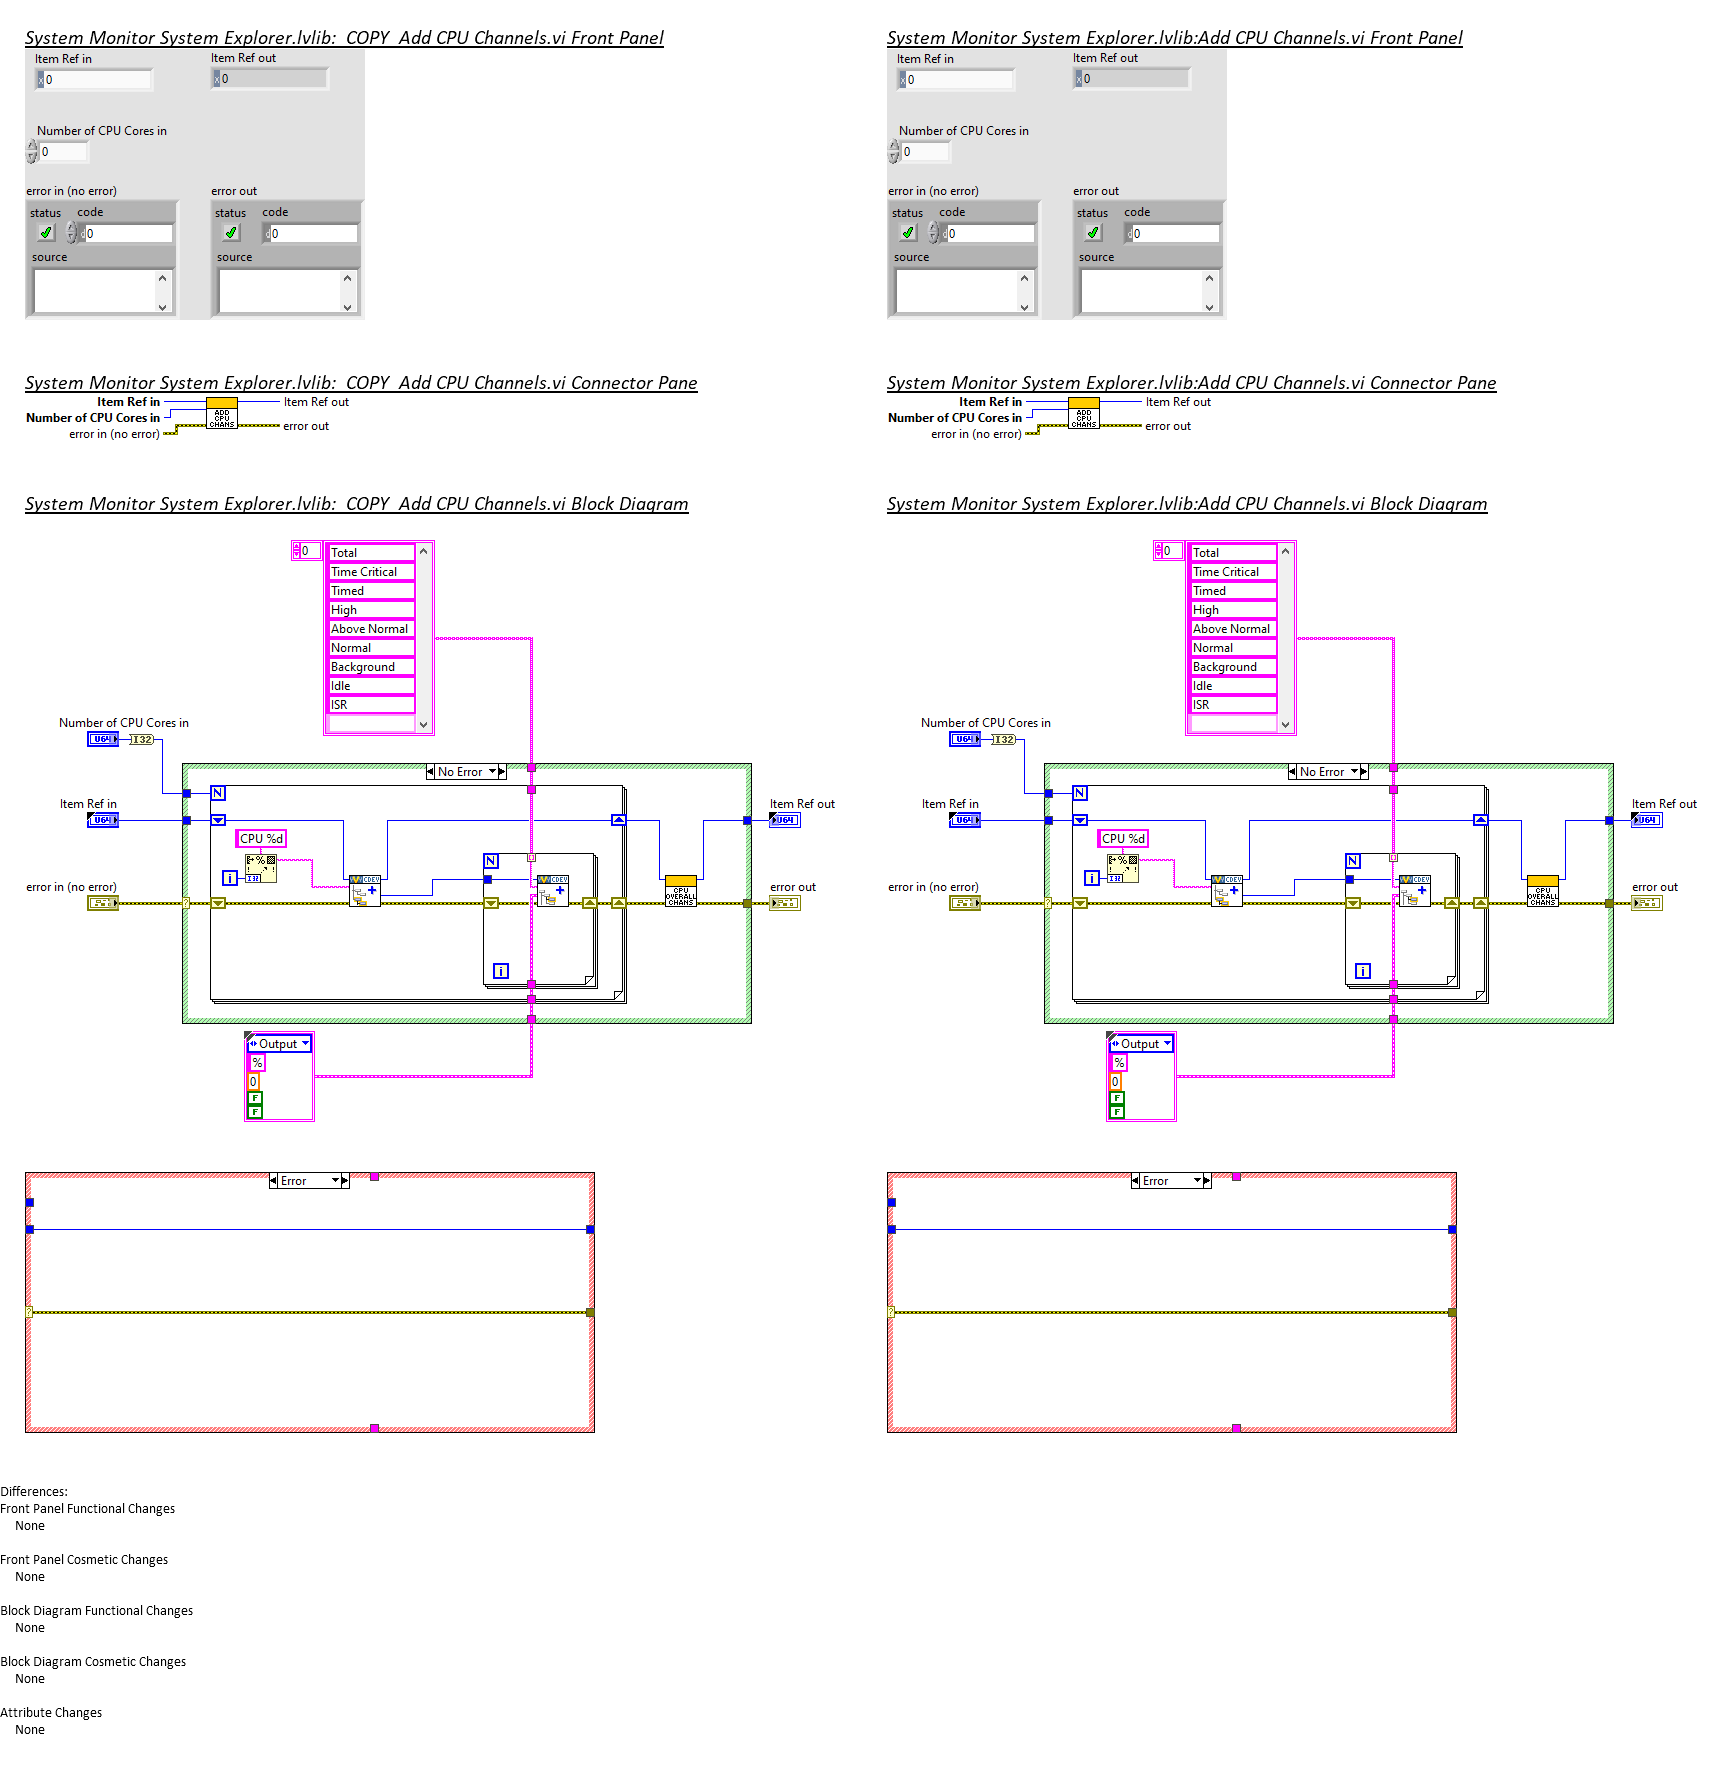 System Monitor System Explorer.lvlib:  COPY  Add CPU Channels.vi Front Panel
Item Ref in
Item Ref out
x 0
x 0
Number of CPU Cores in
0
error in (no error)
error out
status
code
status
code
d 0
d 0
source
source
System Monitor System Explorer.lvlib:Add CPU Channels.vi Front Panel
Item Ref in
Item Ref out
x 0
x 0
Number of CPU Cores in
0
error in (no error)
error out
status
code
status
code
d 0
d 0
source
source
System Monitor System Explorer.lvlib:  COPY  Add CPU Channels.vi Connector Pane
Item Ref in
Item Ref out
Number of CPU Cores in
error in (no error)
error out
ADD
CPU
CHANS
System Monitor System Explorer.lvlib:Add CPU Channels.vi Connector Pane
Item Ref in
Item Ref out
Number of CPU Cores in
error in (no error)
error out
ADD
CPU
CHANS
System Monitor System Explorer.lvlib:  COPY  Add CPU Channels.vi Block Diagram
0
Total
Time Critical
Timed
High
Above Normal
Normal
Background
Idle
ISR
Number of CPU Cores in
U64
I32
No Error
N
Item Ref in
U64
Item Ref out
U64
CPU %d
%
i
I32
N
CDEV
CDEV
error in (no error)
error out
?
CPU
OVERALL
CHANS
i
Output
%
0
F
F
Error
?
System Monitor System Explorer.lvlib:Add CPU Channels.vi Block Diagram
0
Total
Time Critical
Timed
High
Above Normal
Normal
Background
Idle
ISR
Number of CPU Cores in
U64
I32
No Error
N
Item Ref in
U64
Item Ref out
U64
CPU %d
%
i
I32
N
CDEV
CDEV
error in (no error)
error out
?
CPU
OVERALL
CHANS
i
Output
%
0
F
F
Error
?
Differences:
Front Panel Functional Changes
None
Front Panel Cosmetic Changes
None
Block Diagram Functional Changes
None
Block Diagram Cosmetic Changes
None
Attribute Changes
None